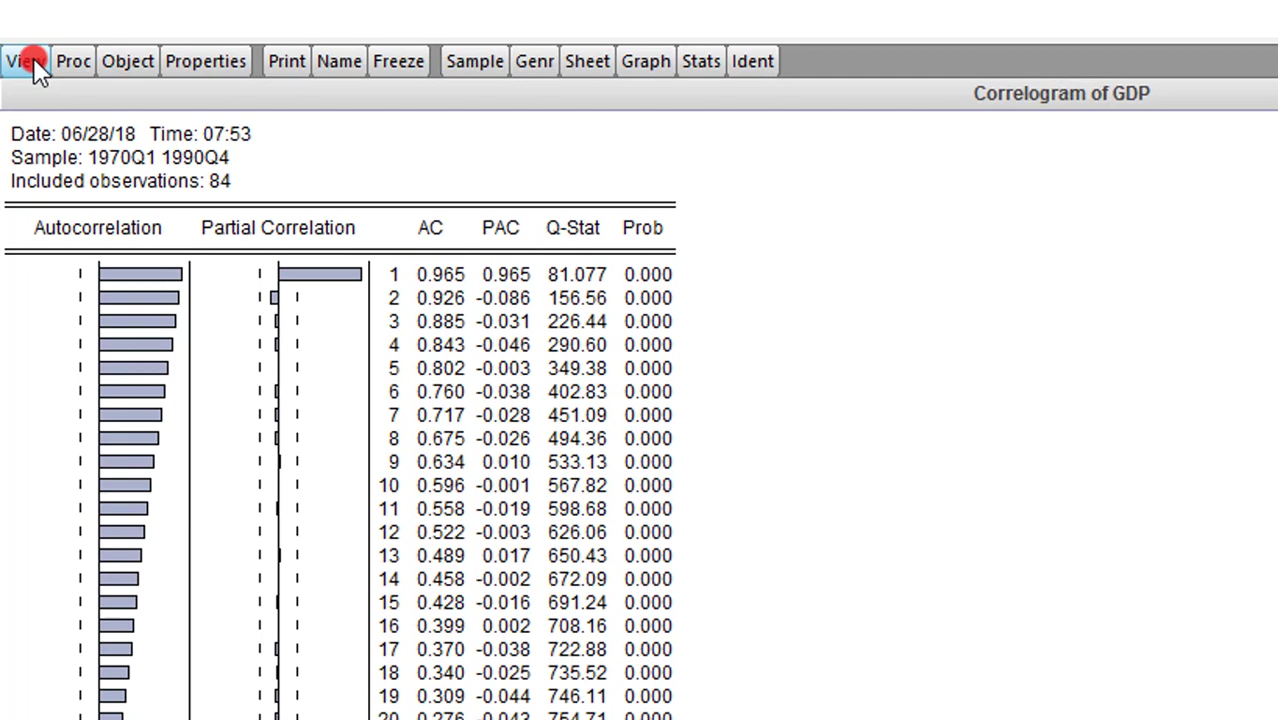 View Proc Object Properties Print Name Freeze Sample Genr Sheet Graph Stats Ident
Correlogram of GDP
Date: 06/28/18 Time: 07:53
Sample: 1970Q1 1990Q4
Included observations: 84
Autocorrelation Partial Correlation AC PAC Q-Stat Prob
1 0.965 0.965 81.077 0.000
2 0.926 -0.086 156.56 0.000
3 0.885 -0.031 226.44 0.000
4 0.843 -0.046 290.60 0.000
5 0.802 -0.003 349.38 0.000
6 0.760 -0.038 402.83 0.000
7 0.717 -0.028 451.09 0.000
8 0.675 -0.026 494.36 0.000
9 0.634 0.010 533.13 0.000
10 0.596 -0.001 567.82 0.000
11 0.558 -0.019 598.68 0.000
12 0.522 -0.003 626.06 0.000
13 0.489 0.017 650.43 0.000
14 0.458 -0.002 672.09 0.000
15 0.428 -0.016 691.24 0.000
16 0.399 0.002 708.16 0.000
17 0.370 -0.038 722.88 0.000
18 0.340 -0.025 735.52 0.000
19 0.309 -0.044 746.11 0.000
20 0.276 -0.043 754.71 0.000